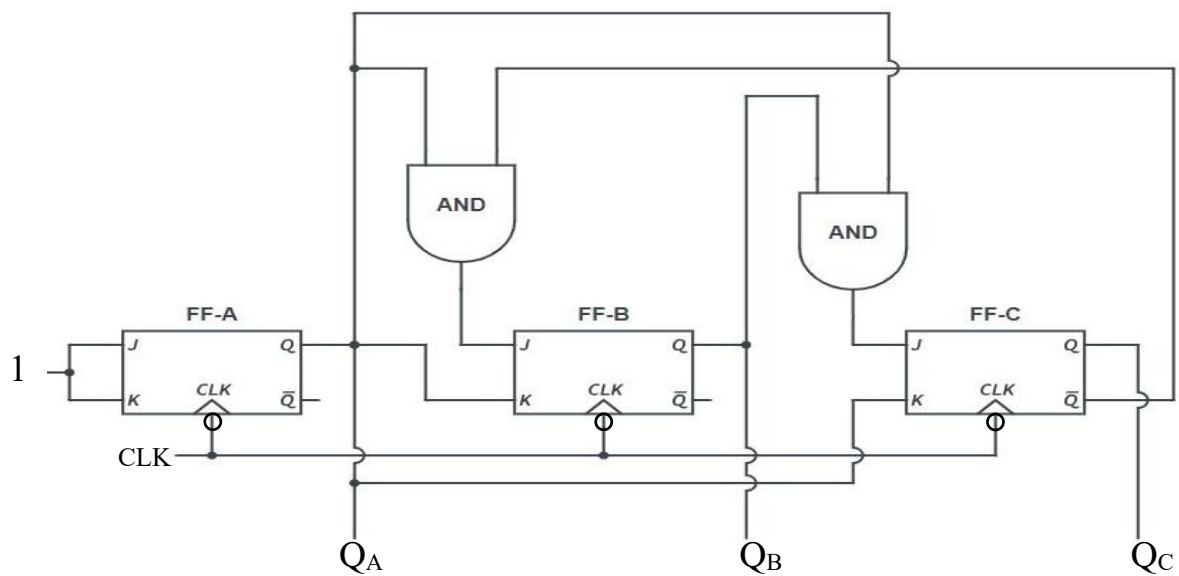 AND
AND
FF-A
FF-B
FF-C
1
J Q
K CLK Q̅
J Q
K CLK Q̅
J Q
K CLK Q̅
CLK
QA
QB
QC